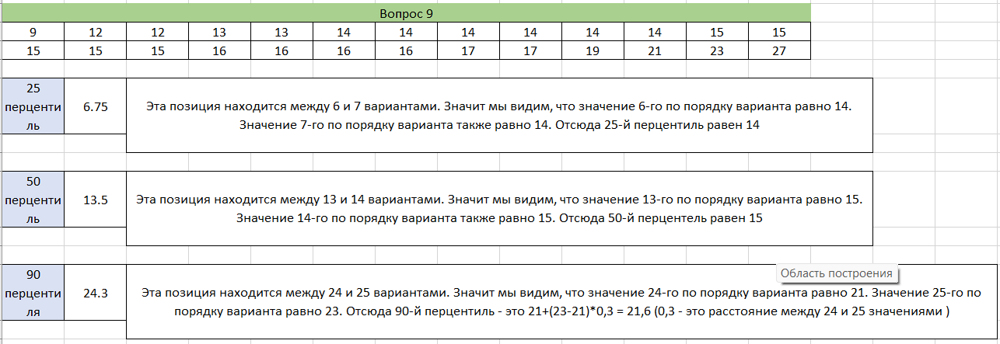 Вопрос 9
9 12 12 13 13 14 14 14 14 14 14 15 15
15 15 15 16 16 16 16 17 17 19 21 23 27
25
перценти
ль
6.75
Эта позиция находится между 6 и 7 вариантами. Значит мы видим, что значение 6-го по порядку варианта равно 14.
Значение 7-го по порядку варианта также равно 14. Отсюда 25-й перцентиль равен 14
50
перценти
ль
13.5
Эта позиция находится между 13 и 14 вариантами. Значит мы видим, что значение 13-го по порядку варианта равно 15.
Значение 14-го по порядку варианта также равно 15. Отсюда 50-й перцентель равен 15
Область построения
90
перценти
ля
24.3
Эта позиция находится между 24 и 25 вариантами. Значит мы видим, что значение 24-го по порядку варианта равно 21. Значение 25-го по
порядку варианта равно 23. Отсюда 90-й перцентиль - это 21+(23-21)*0,3 = 21,6 (0,3 - это расстояние между 24 и 25 значениями )